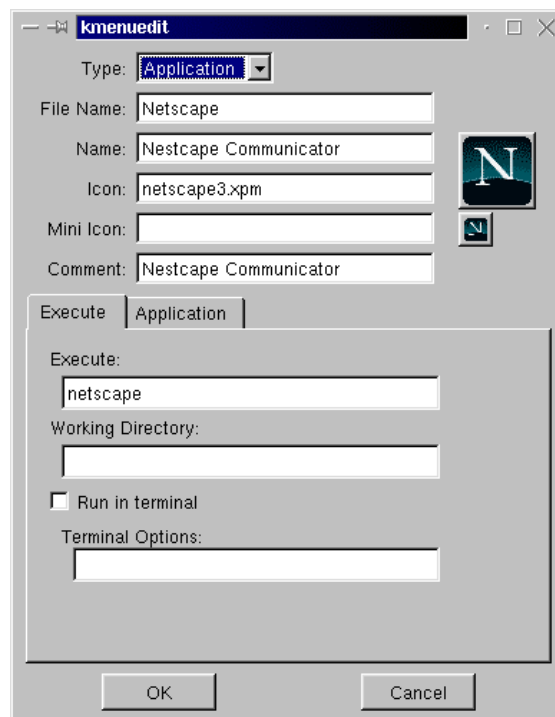 kmenuedit
Type: Application
File Name: Netscape
Name: Nestcape Communicator
N
Icon: netscape3.xpm
Mini Icon:
N
Comment: Nestcape Communicator
Execute Application
Execute:
netscape
Working Directory:
Run in terminal
Terminal Options:
OK Cancel